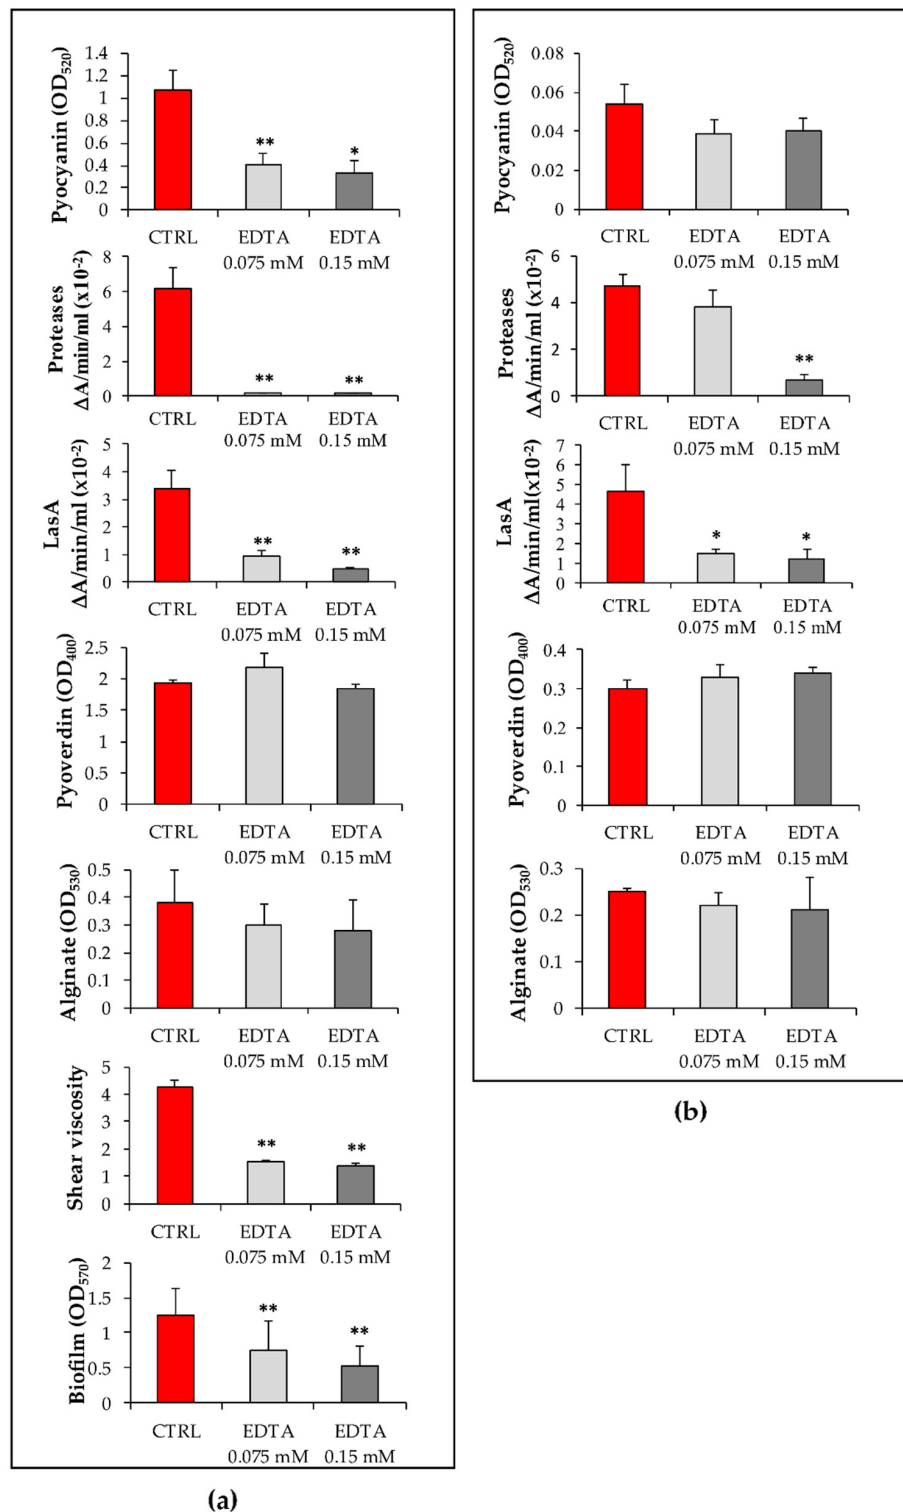 Pyocyanin (OD520)
1.4
1.2
1
0.8
0.6
0.4
0.2
0
**
*
CTRL
EDTA
0.075 mM
EDTA
0.15 mM
Proteases
ΔA/min/ml (x10-2)
8
6
4
2
0
**
**
CTRL
EDTA
0.075 mM
EDTA
0.15 mM
LasA
ΔA/min/ml (x10-2)
5
4
3
2
1
0
**
**
CTRL
EDTA
0.075 mM
EDTA
0.15 mM
Pyoverdin (OD400)
2.5
2
1.5
1
0.5
0
CTRL
EDTA
0.075 mM
EDTA
0.15 mM
Alginate (OD530)
0.5
0.4
0.3
0.2
0.1
0
CTRL
EDTA
0.075 mM
EDTA
0.15 mM
Shear viscosity
5
4
3
2
1
0
**
**
CTRL
EDTA
0.075 mM
EDTA
0.15 mM
Biofilm (OD570)
2
1.5
1
0.5
0
**
**
CTRL
EDTA
0.075 mM
EDTA
0.15 mM
(a)
Pyocyanin (OD520)
0.08
0.06
0.04
0.02
0
CTRL
EDTA
0.075 mM
EDTA
0.15 mM
Proteases
ΔA/min/ml (x10-2)
6
4
2
0
**
CTRL
EDTA
0.075 mM
EDTA
0.15 mM
LasA
ΔA/min/ml(x10-2)
7
6
5
4
3
2
1
0
*
*
CTRL
EDTA
0.075 mM
EDTA
0.15 mM
Pyoverdin (OD400)
0.4
0.3
0.2
0.1
0
CTRL
EDTA
0.075 mM
EDTA
0.15 mM
Alginate (OD530)
0.3
0.2
0.1
0
CTRL
EDTA
0.075 mM
EDTA
0.15 mM
(b)